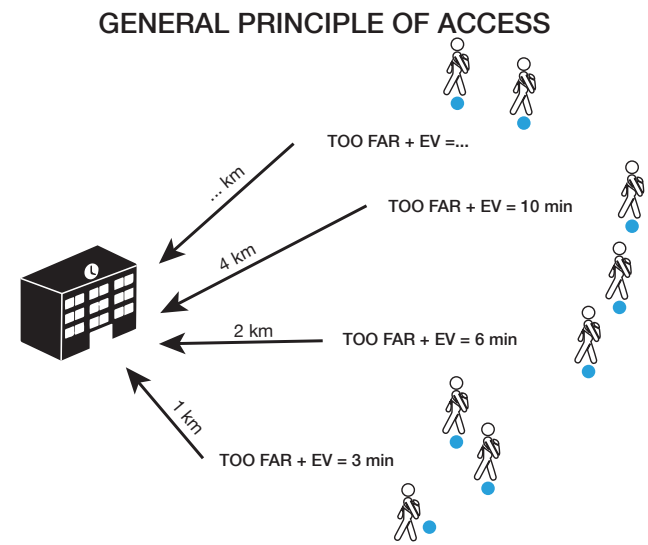 GENERAL PRINCIPLE OF ACCESS
TOO FAR + EV =...
... km
TOO FAR + EV = 10 min
4 km
2 km
TOO FAR + EV = 6 min
1 km
TOO FAR + EV = 3 min